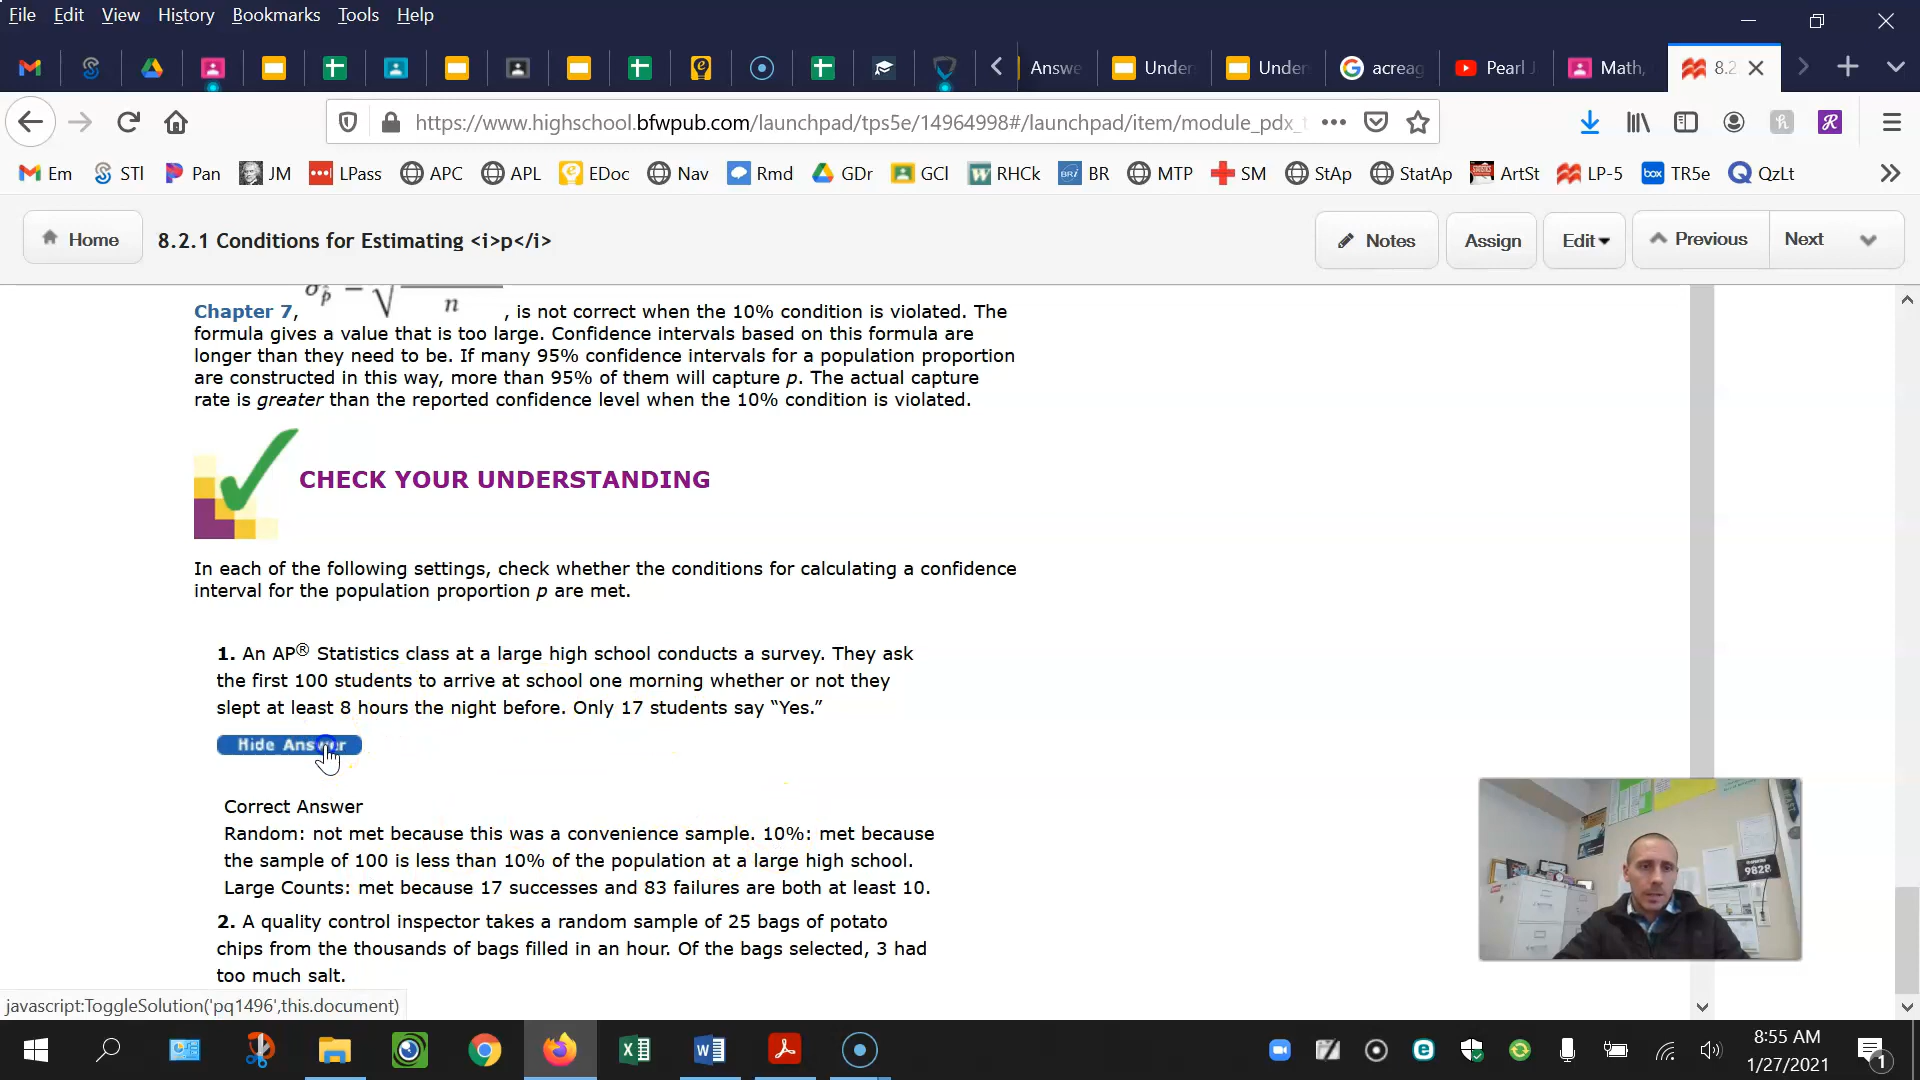 File Edit View History Bookmarks Tools Help
Answe Under Under acreag Pearl J Math, 8.2
https://www.highschool.bfwpub.com/launchpad/tps5e/14964998#/launchpad/item/module_pdx_t
Em STl Pan JM LPass APC APL EDoc Nav Rmd GDr GCl RHCk BR MTP SM StAp StatAp ArtSt LP-5 TR5e QzLt
Home 8.2.1 Conditions for Estimating <i>p</i> Notes Assign Edit Previous Next
Chapter 7, σp̂ = √ n , is not correct when the 10% condition is violated. The
formula gives a value that is too large. Confidence intervals based on this formula are
longer than they need to be. If many 95% confidence intervals for a population proportion
are constructed in this way, more than 95% of them will capture p. The actual capture
rate is greater than the reported confidence level when the 10% condition is violated.
CHECK YOUR UNDERSTANDING
In each of the following settings, check whether the conditions for calculating a confidence
interval for the population proportion p are met.
1. An AP® Statistics class at a large high school conducts a survey. They ask
the first 100 students to arrive at school one morning whether or not they
slept at least 8 hours the night before. Only 17 students say “Yes.”
Hide Answer
Correct Answer
Random: not met because this was a convenience sample. 10%: met because
the sample of 100 is less than 10% of the population at a large high school.
Large Counts: met because 17 successes and 83 failures are both at least 10.
2. A quality control inspector takes a random sample of 25 bags of potato
chips from the thousands of bags filled in an hour. Of the bags selected, 3 had
too much salt.
javascript:ToggleSolution('pq1496',this.document)
9828
8:55 AM
1/27/2021
1